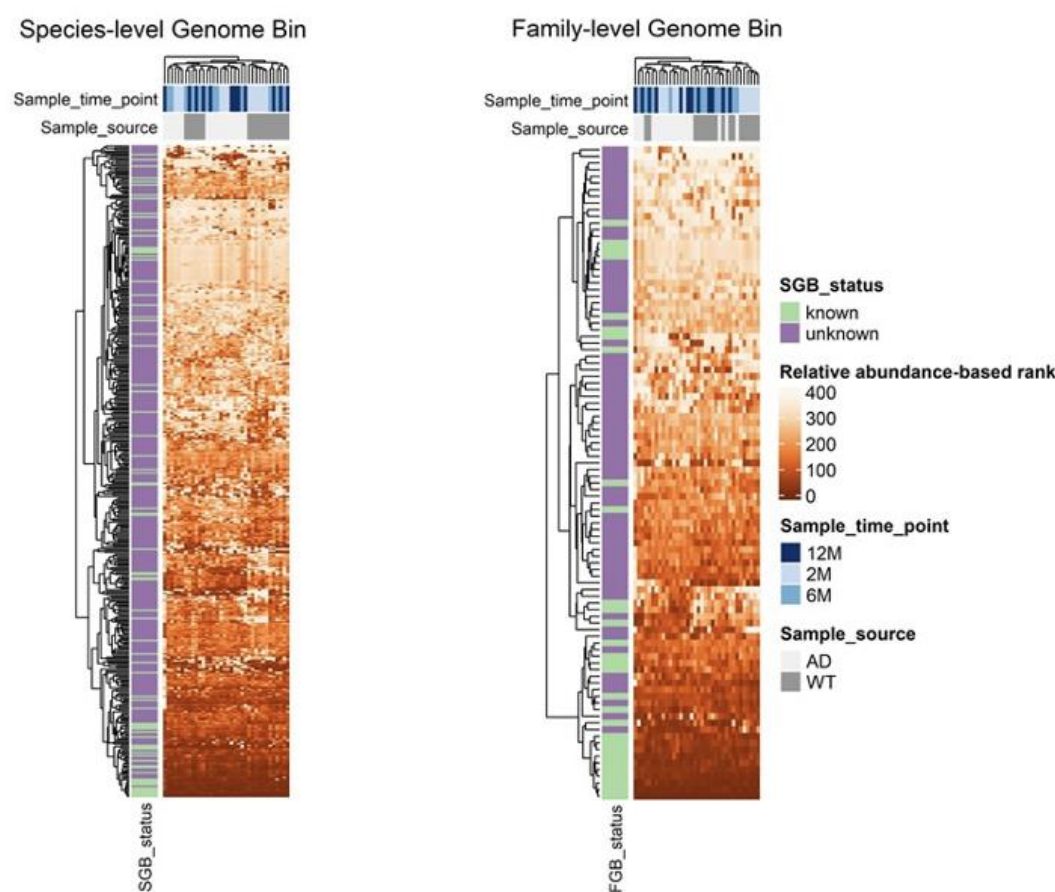 Species-level Genome Bin
Family-level Genome Bin
Sample_time_point
Sample_source
SGB_status
Sample_time_point
Sample_source
FGB_status
SGB_status
known
unknown
Relative abundance-based rank
400
300
200
100
0
Sample_time_point
12M
2M
6M
Sample_source
AD
WT